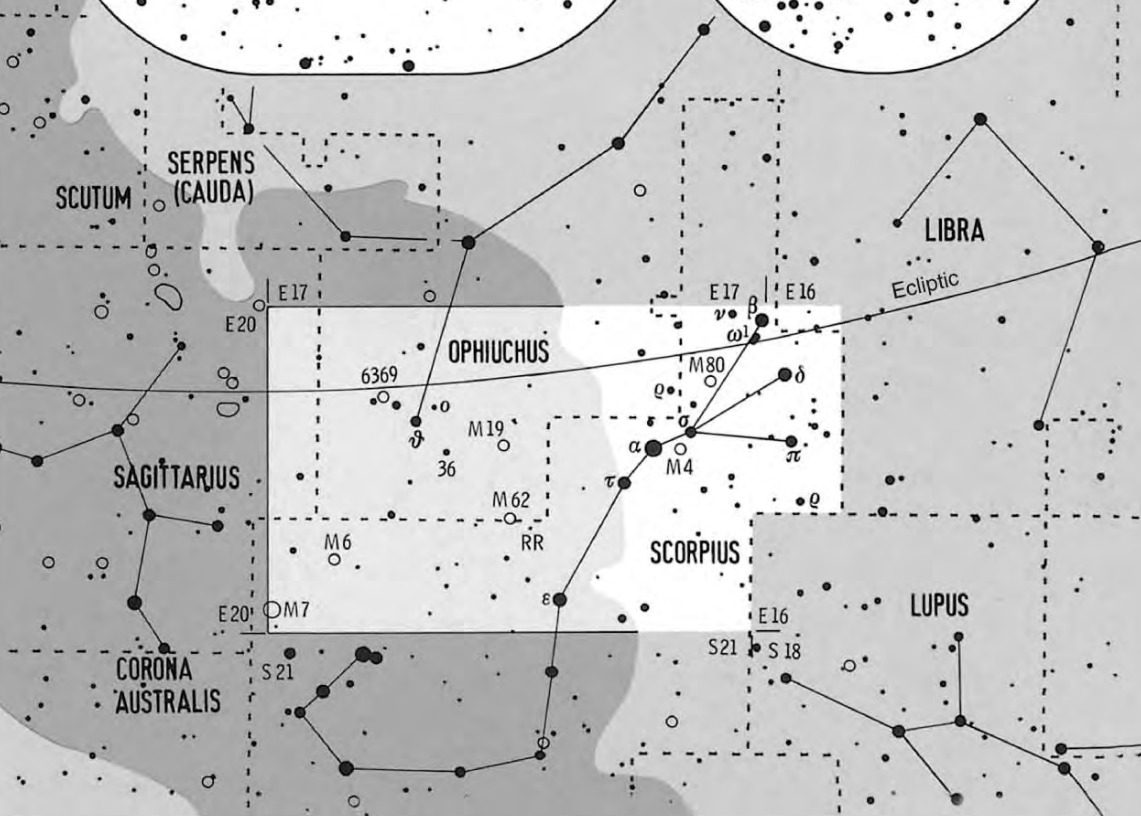 SERPENS
(CAUDA)
SCUTUM
LIBRA
Ecliptic
E17
E17
E16
E20
ν
β
ω¹
OPHIUCHUS
M80
δ
6369
ϱ
ο
ϑ
M19
σ
α
M4
π
36
SAGITTARIUS
τ
M62
ϱ
RR
SCORPIUS
M6
ε
LUPUS
E20
M7
E16
S21
S18
S21
CORONA
AUSTRALIS